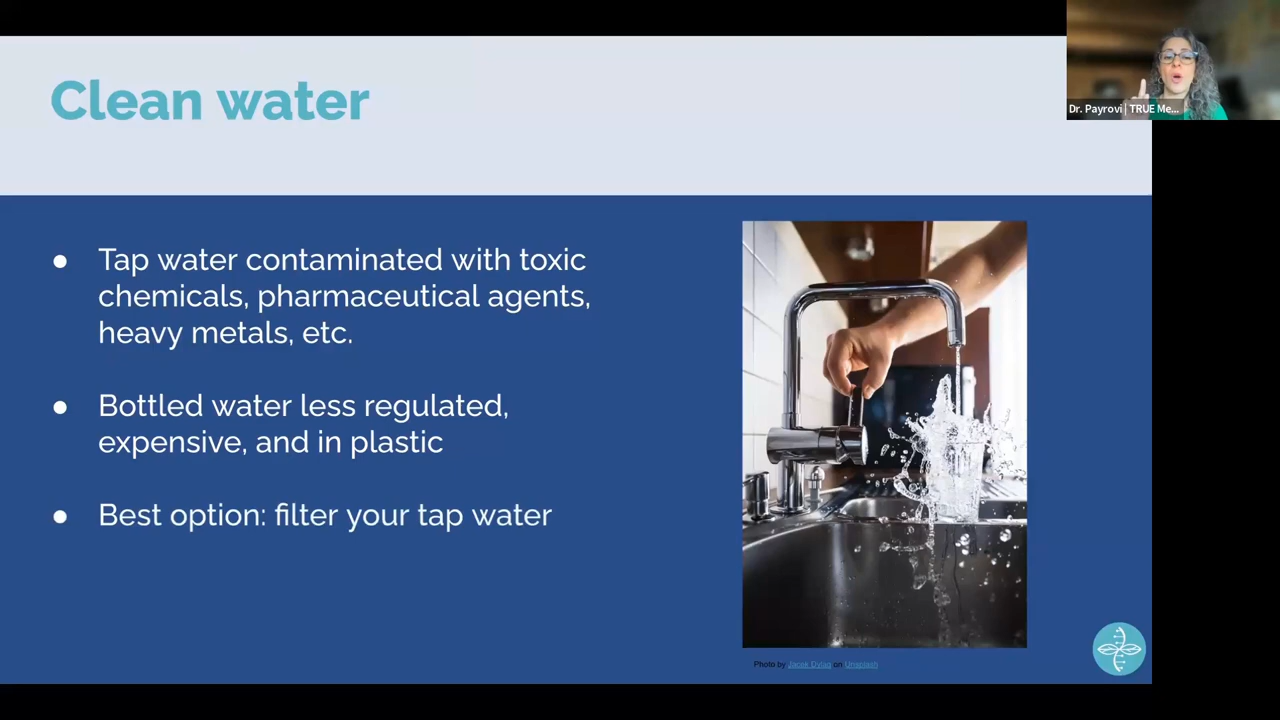 Clean water
Dr. Payrovi | TRUE Me...
● Tap water contaminated with toxic
chemicals, pharmaceutical agents,
heavy metals, etc.
● Bottled water less regulated,
expensive, and in plastic
● Best option: filter your tap water
Photo by Jacek Dylag on Unsplash